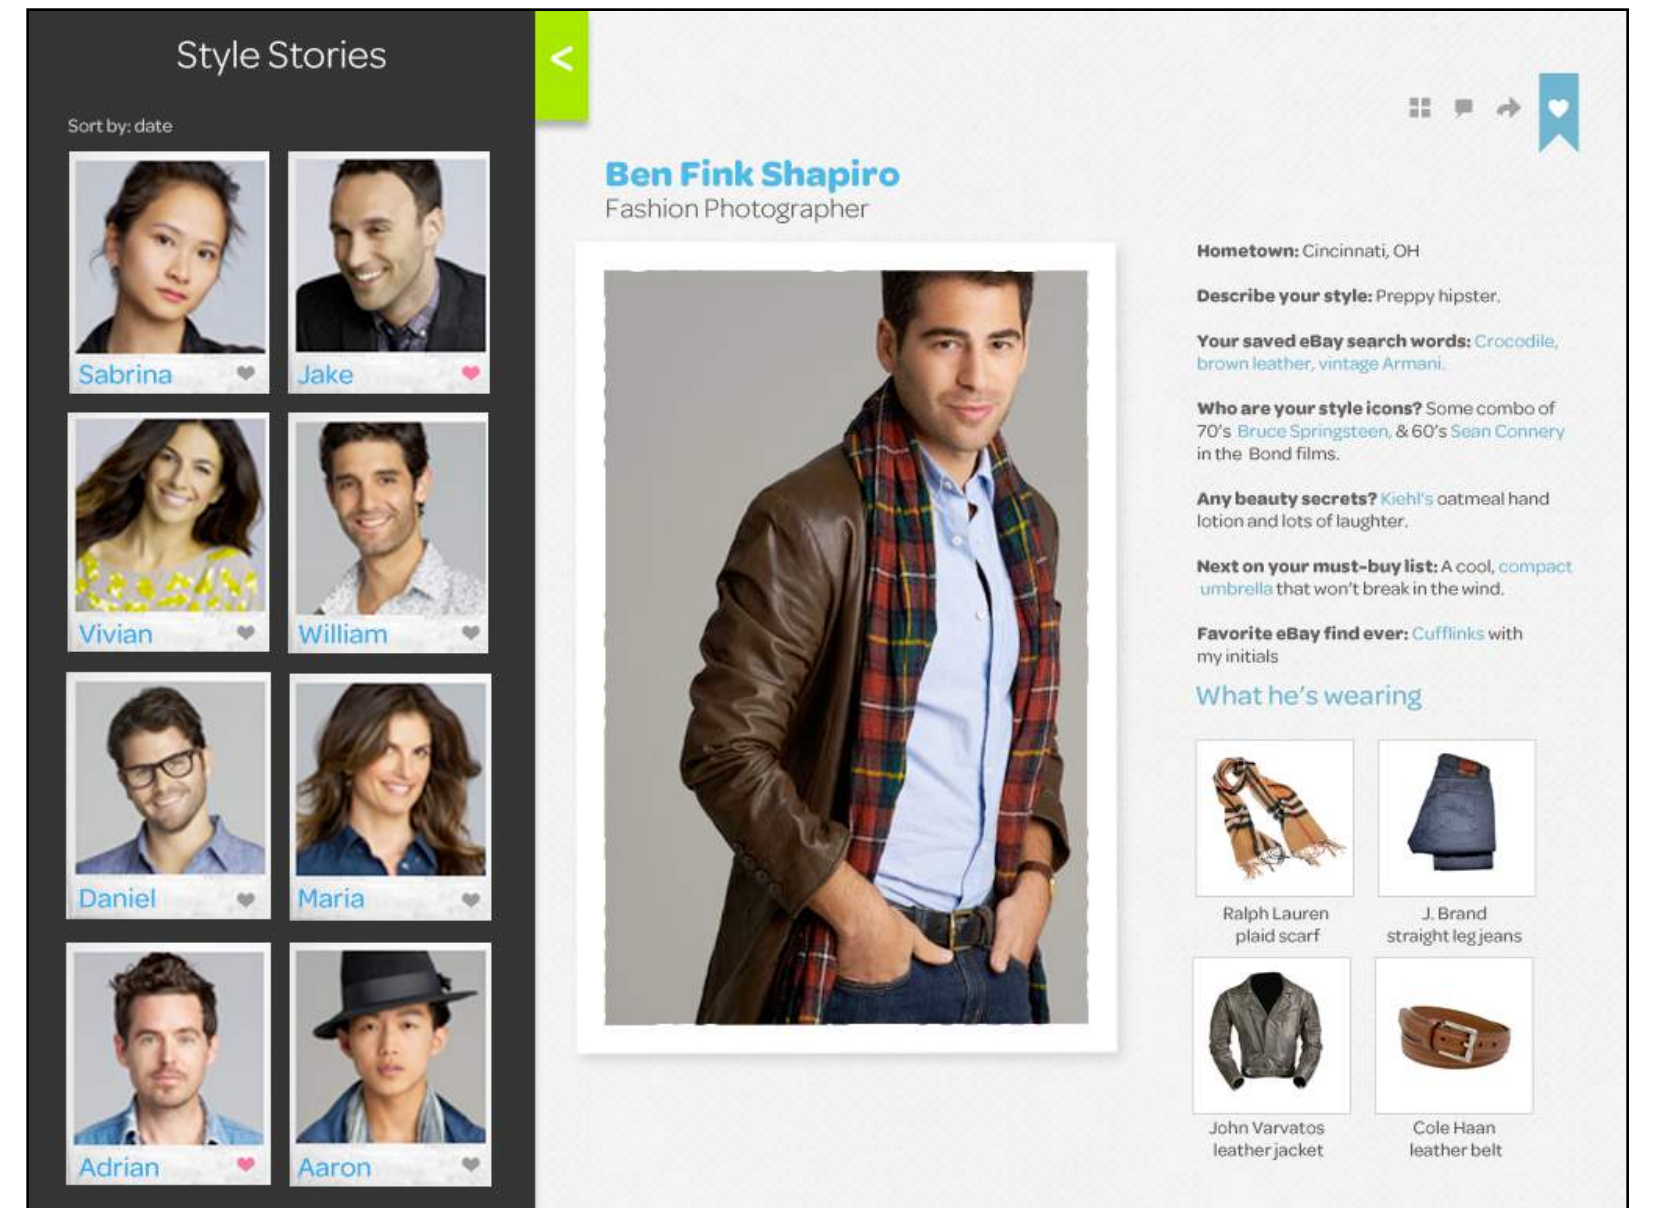 Style Stories
<
Sort by: date
Sabrina
Jake
Vivian
William
Daniel
Maria
Adrian
Aaron
Ben Fink Shapiro
Fashion Photographer
Hometown: Cincinnati, OH
Describe your style: Preppy hipster.
Your saved eBay search words: Crocodile,
brown leather, vintage Armani.
Who are your style icons? Some combo of
70's Bruce Springsteen, & 60's Sean Connery
in the Bond films.
Any beauty secrets? Kiehl's oatmeal hand
lotion and lots of laughter.
Next on your must-buy list: A cool, compact
umbrella that won't break in the wind.
Favorite eBay find ever: Cufflinks with
my initials
What he's wearing
Ralph Lauren
plaid scarf
J. Brand
straight leg jeans
John Varvatos
leather jacket
Cole Haan
leather belt